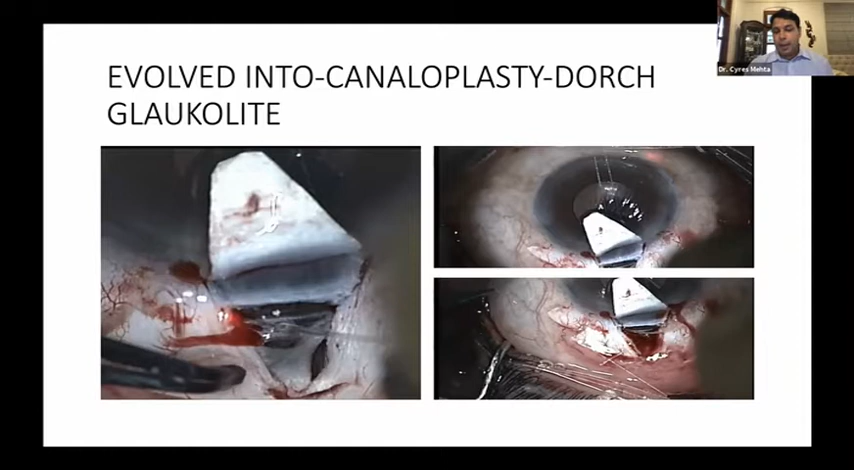 Dr. Cyres Mehta
EVOLVED INTO-CANALOPLASTY-DORCH
GLAUKOLITE